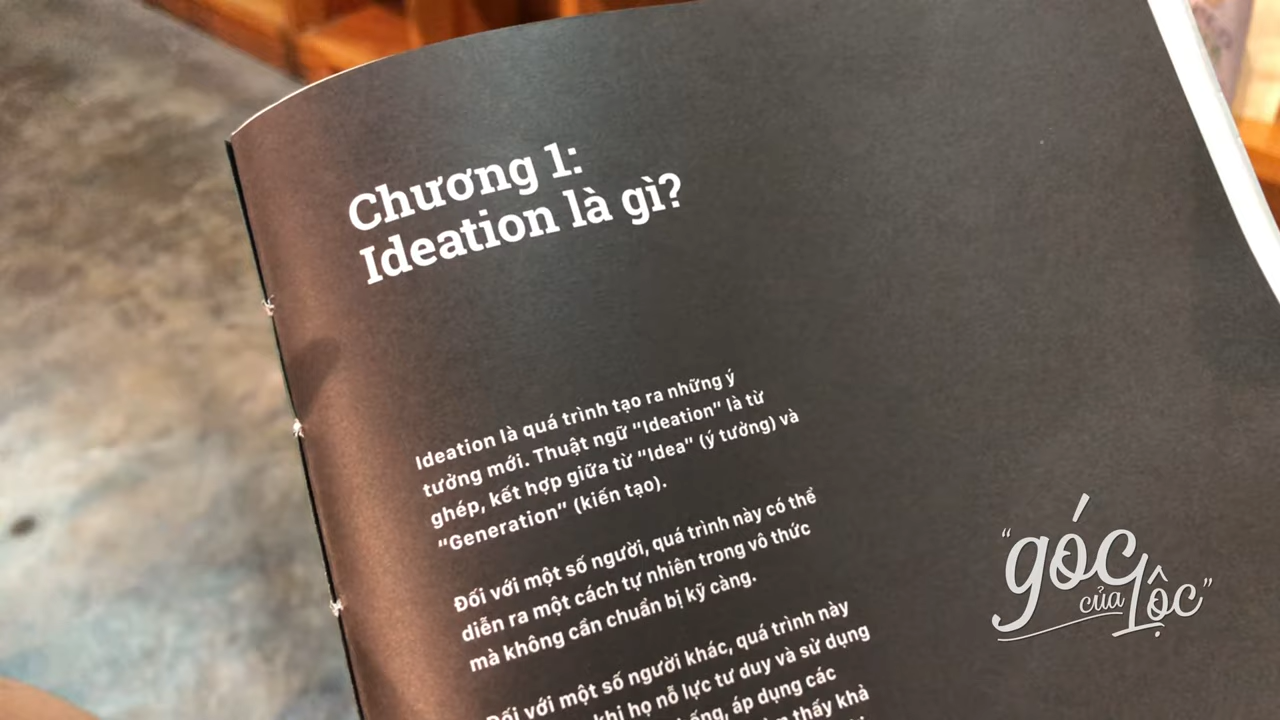 Chương 1:
Ideation là gì?
Ideation là quá trình tạo ra những ý
tưởng mới. Thuật ngữ "Ideation" là từ
ghép, kết hợp giữa từ "Idea" (ý tưởng) và
"Generation" (kiến tạo).
Đối với một số người, quá trình này có thể
diễn ra một cách tự nhiên trong vô thức
mà không cần chuẩn bị kỹ càng.
Đối với một số người khác, quá trình này
khi họ nỗ lực tư duy và sử dụng
áp dụng các
thấy khả
"góc
của Lộc"